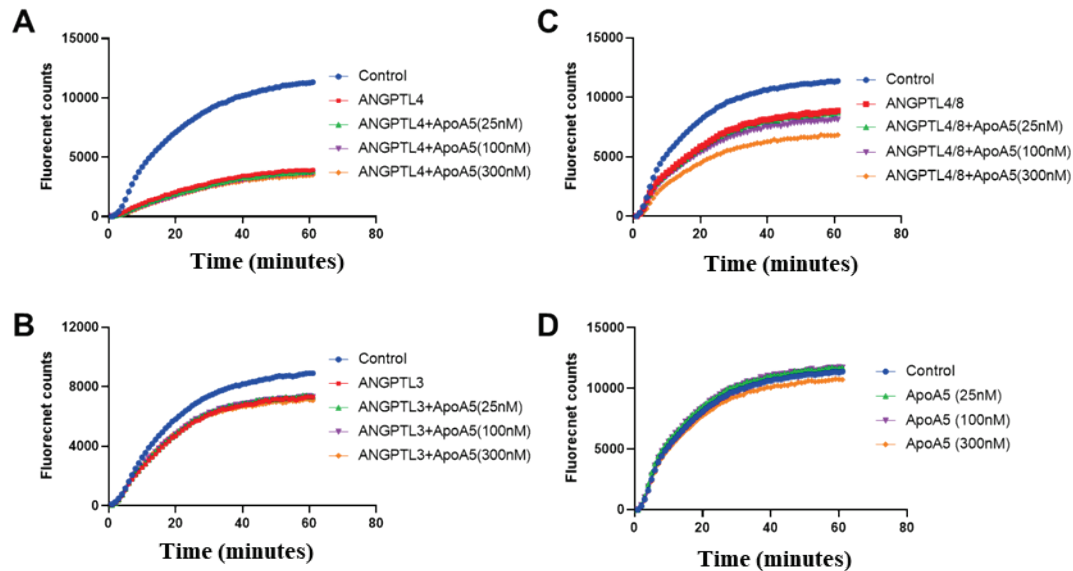 A
Fluorecnet counts
15000
10000
5000
0
0 20 40 60 80
Time (minutes)
Control
ANGPTL4
ANGPTL4+ApoA5(25nM)
ANGPTL4+ApoA5(100nM)
ANGPTL4+ApoA5(300nM)
B
Fluorecnet counts
12000
8000
4000
0
0 20 40 60 80
Time (minutes)
Control
ANGPTL3
ANGPTL3+ApoA5(25nM)
ANGPTL3+ApoA5(100nM)
ANGPTL3+ApoA5(300nM)
C
Fluorecnet counts
15000
10000
5000
0
0 20 40 60 80
Time (minutes)
Control
ANGPTL4/8
ANGPTL4/8+ApoA5(25nM)
ANGPTL4/8+ApoA5(100nM)
ANGPTL4/8+ApoA5(300nM)
D
Fluorecnet counts
15000
10000
5000
0
0 20 40 60 80
Time (minutes)
Control
ApoA5 (25nM)
ApoA5 (100nM)
ApoA5 (300nM)